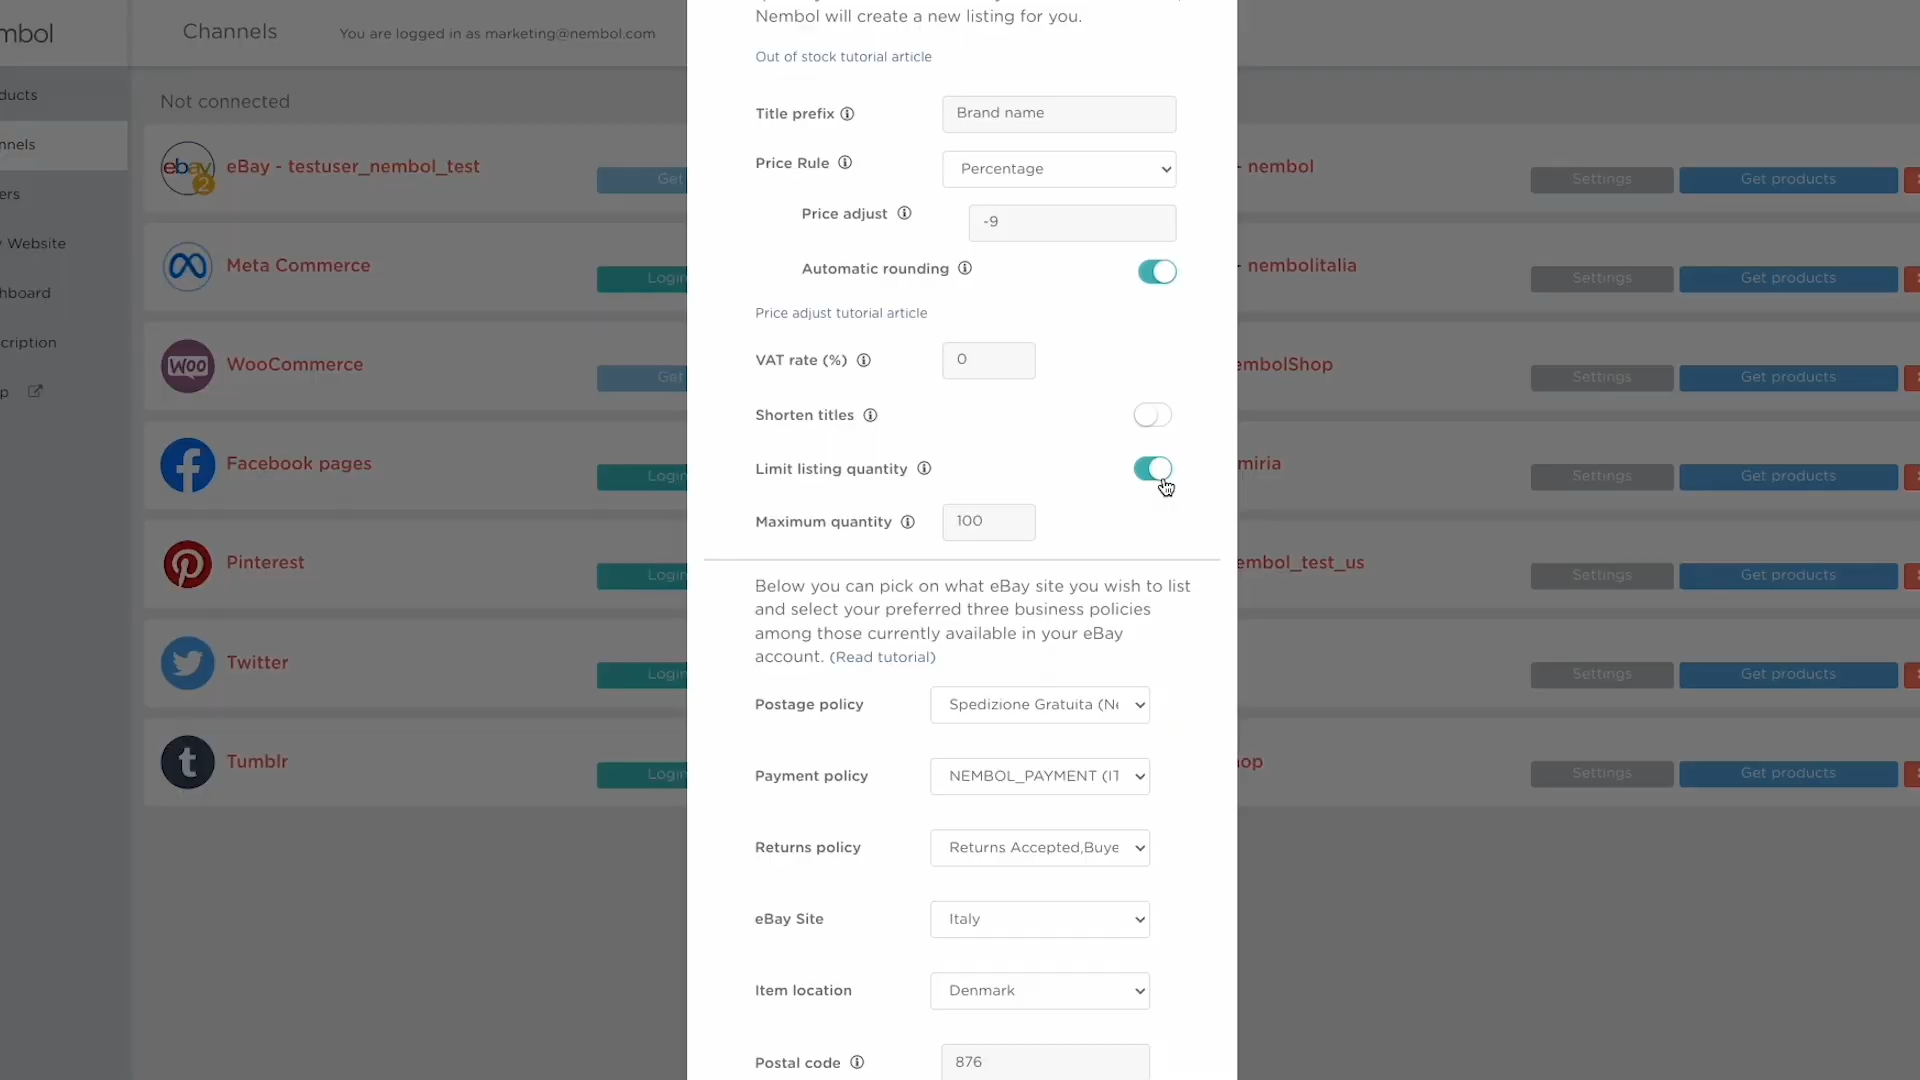 mbol
Channels
You are logged in as marketing@nembol.com
ducts
nnels
ers
Website
hboard
cription
p
Not connected
ebay
2
eBay - testuser_nembol_test
Get
Meta Commerce
Login
WOO
WooCommerce
Get
Facebook pages
Login
Pinterest
Login
Twitter
Login
Tumblr
Login
Nembol will create a new listing for you.
Out of stock tutorial article
Title prefix
Brand name
Price Rule
Percentage
Price adjust
-9
Automatic rounding
Price adjust tutorial article
VAT rate (%)
0
Shorten titles
Limit listing quantity
Maximum quantity
100
Below you can pick on what eBay site you wish to list
and select your preferred three business policies
among those currently available in your eBay
account. (Read tutorial)
Postage policy
Spedizione Gratuita (Ne
Payment policy
NEMBOL_PAYMENT (IT
Returns policy
Returns Accepted,Buye
eBay Site
Italy
Item location
Denmark
Postal code
876
- nembol
Settings
Get products
- nembolitalia
Settings
Get products
embolShop
Settings
Get products
miria
Settings
Get products
embol_test_us
Settings
Get products
Settings
Get products
hop
Settings
Get products